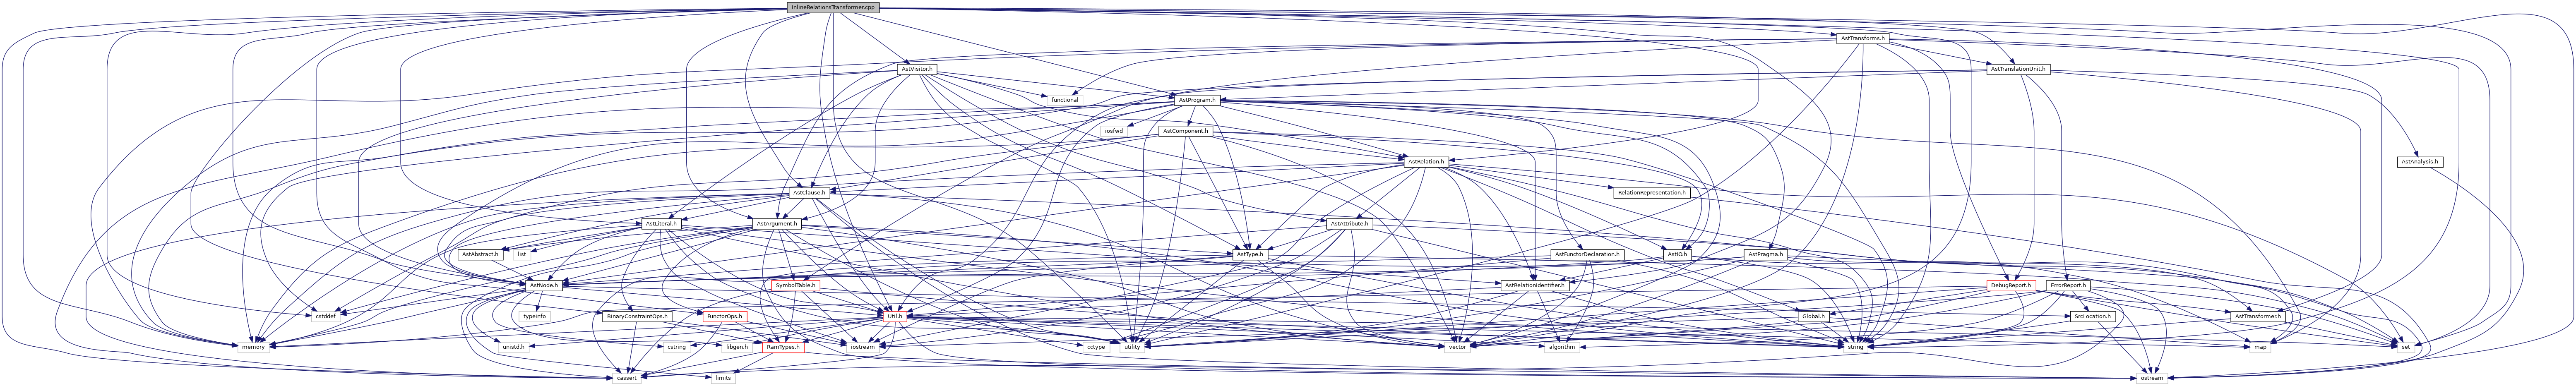 InlineRelationsTransformer.cpp
AstTransforms.h
AstVisitor.h
AstTranslationUnit.h
functional
AstProgram.h
iosfwd
AstComponent.h
AstRelation.h
AstAnalysis.h
AstClause.h
RelationRepresentation.h
AstLiteral.h
AstArgument.h
AstAttribute.h
AstAbstract.h
list
AstType.h
AstFunctorDeclaration.h
AstIO.h
AstPragma.h
AstNode.h
SymbolTable.h
AstRelationIdentifier.h
DebugReport.h
ErrorReport.h
cstddef
typeinfo
BinaryConstraintOps.h
FunctorOps.h
Util.h
Global.h
SrcLocation.h
AstTransformer.h
memory
unistd.h
cstring
libgen.h
RamTypes.h
iostream
cctype
utility
vector
algorithm
string
map
set
cassert
limits
ostream